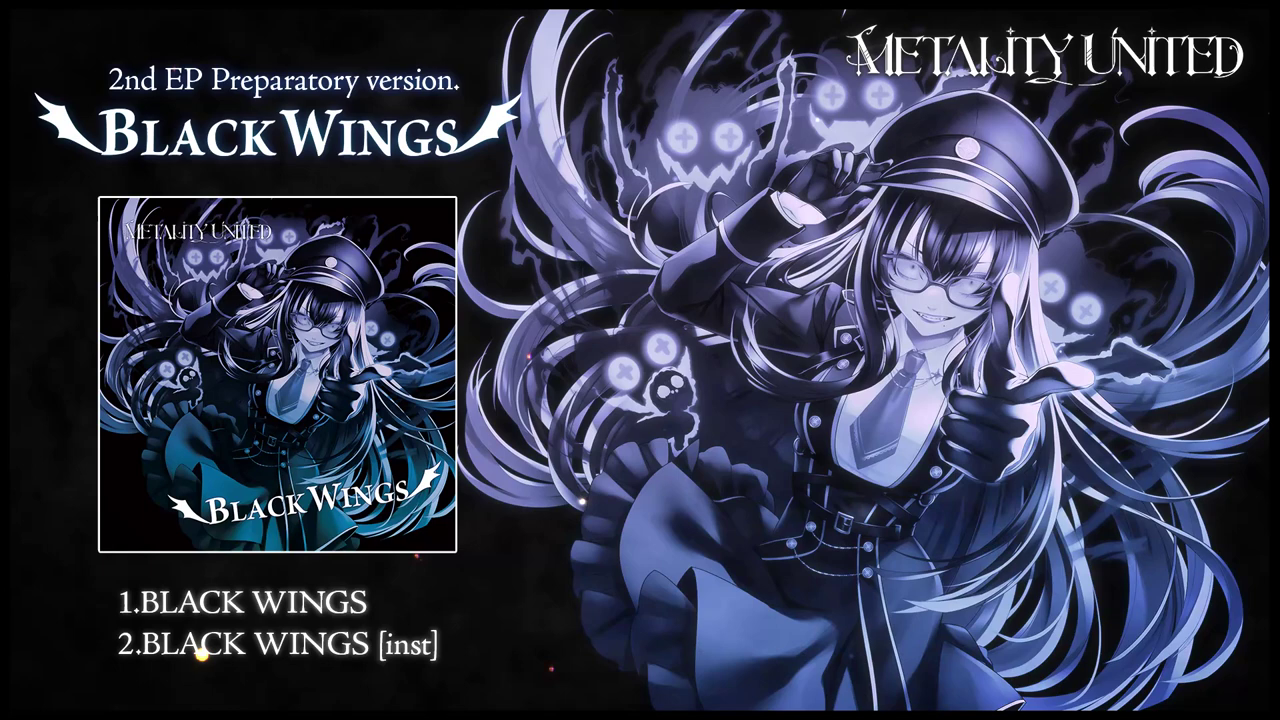 METALITY UNITED
2nd EP Preparatory version.
BLACK WINGS
METALITY UNITED
BLACK WINGS
1.BLACK WINGS
2.BLACK WINGS [inst]